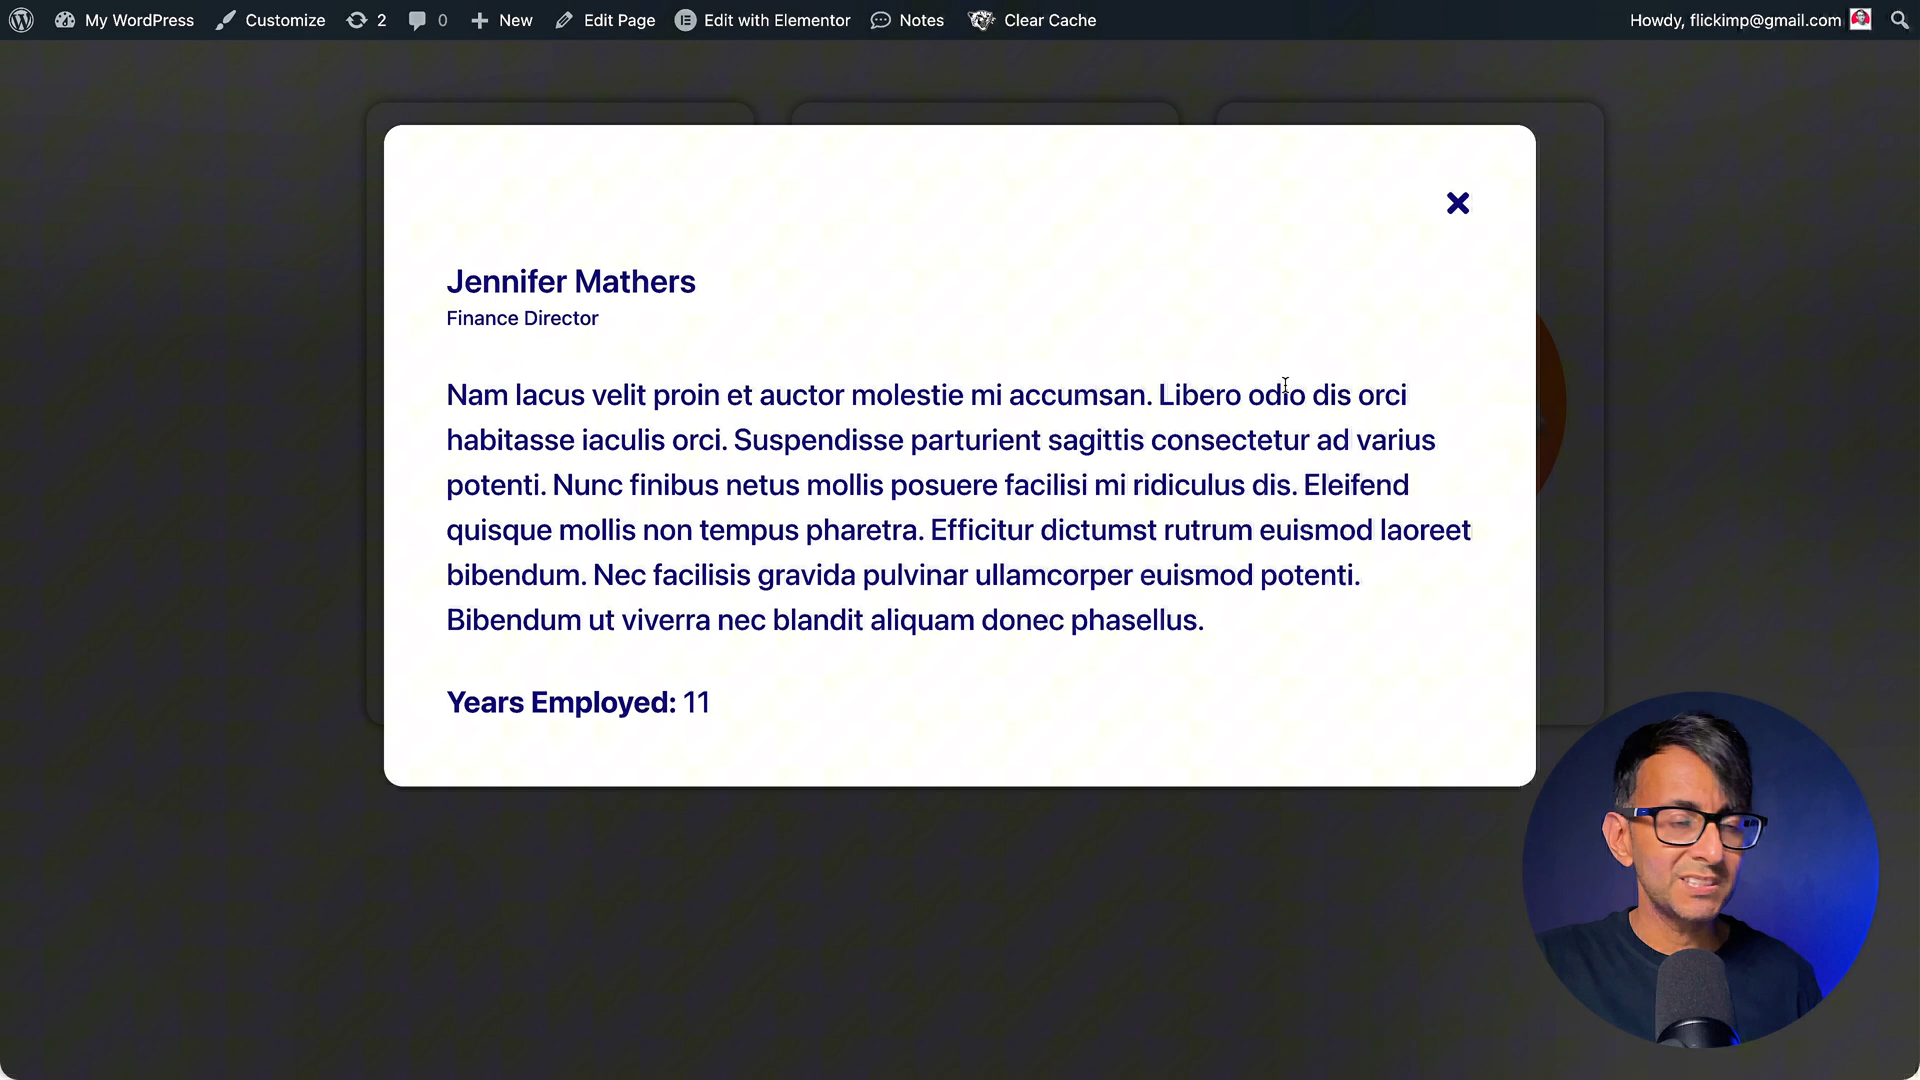 My WordPress Customize 2 0 New Edit Page Edit with Elementor Notes Clear Cache Howdy, flickimp@gmail.com
Jennifer Mathers
Finance Director
Nam lacus velit proin et auctor molestie mi accumsan. Libero odio dis orci
habitasse iaculis orci. Suspendisse parturient sagittis consectetur ad varius
potenti. Nunc finibus netus mollis posuere facilisi mi ridiculus dis. Eleifend
quisque mollis non tempus pharetra. Efficitur dictumst rutrum euismod laoreet
bibendum. Nec facilisis gravida pulvinar ullamcorper euismod potenti.
Bibendum ut viverra nec blandit aliquam donec phasellus.
Years Employed: 11